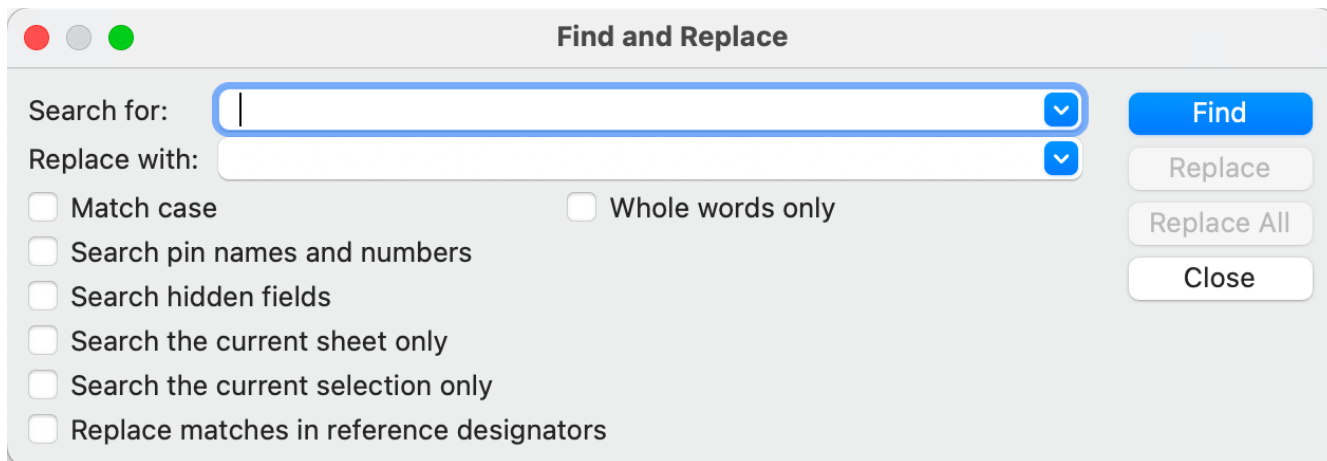 Find and Replace
Search for:
Find
Replace with:
Replace
Match case
Whole words only
Replace All
Search pin names and numbers
Close
Search hidden fields
Search the current sheet only
Search the current selection only
Replace matches in reference designators